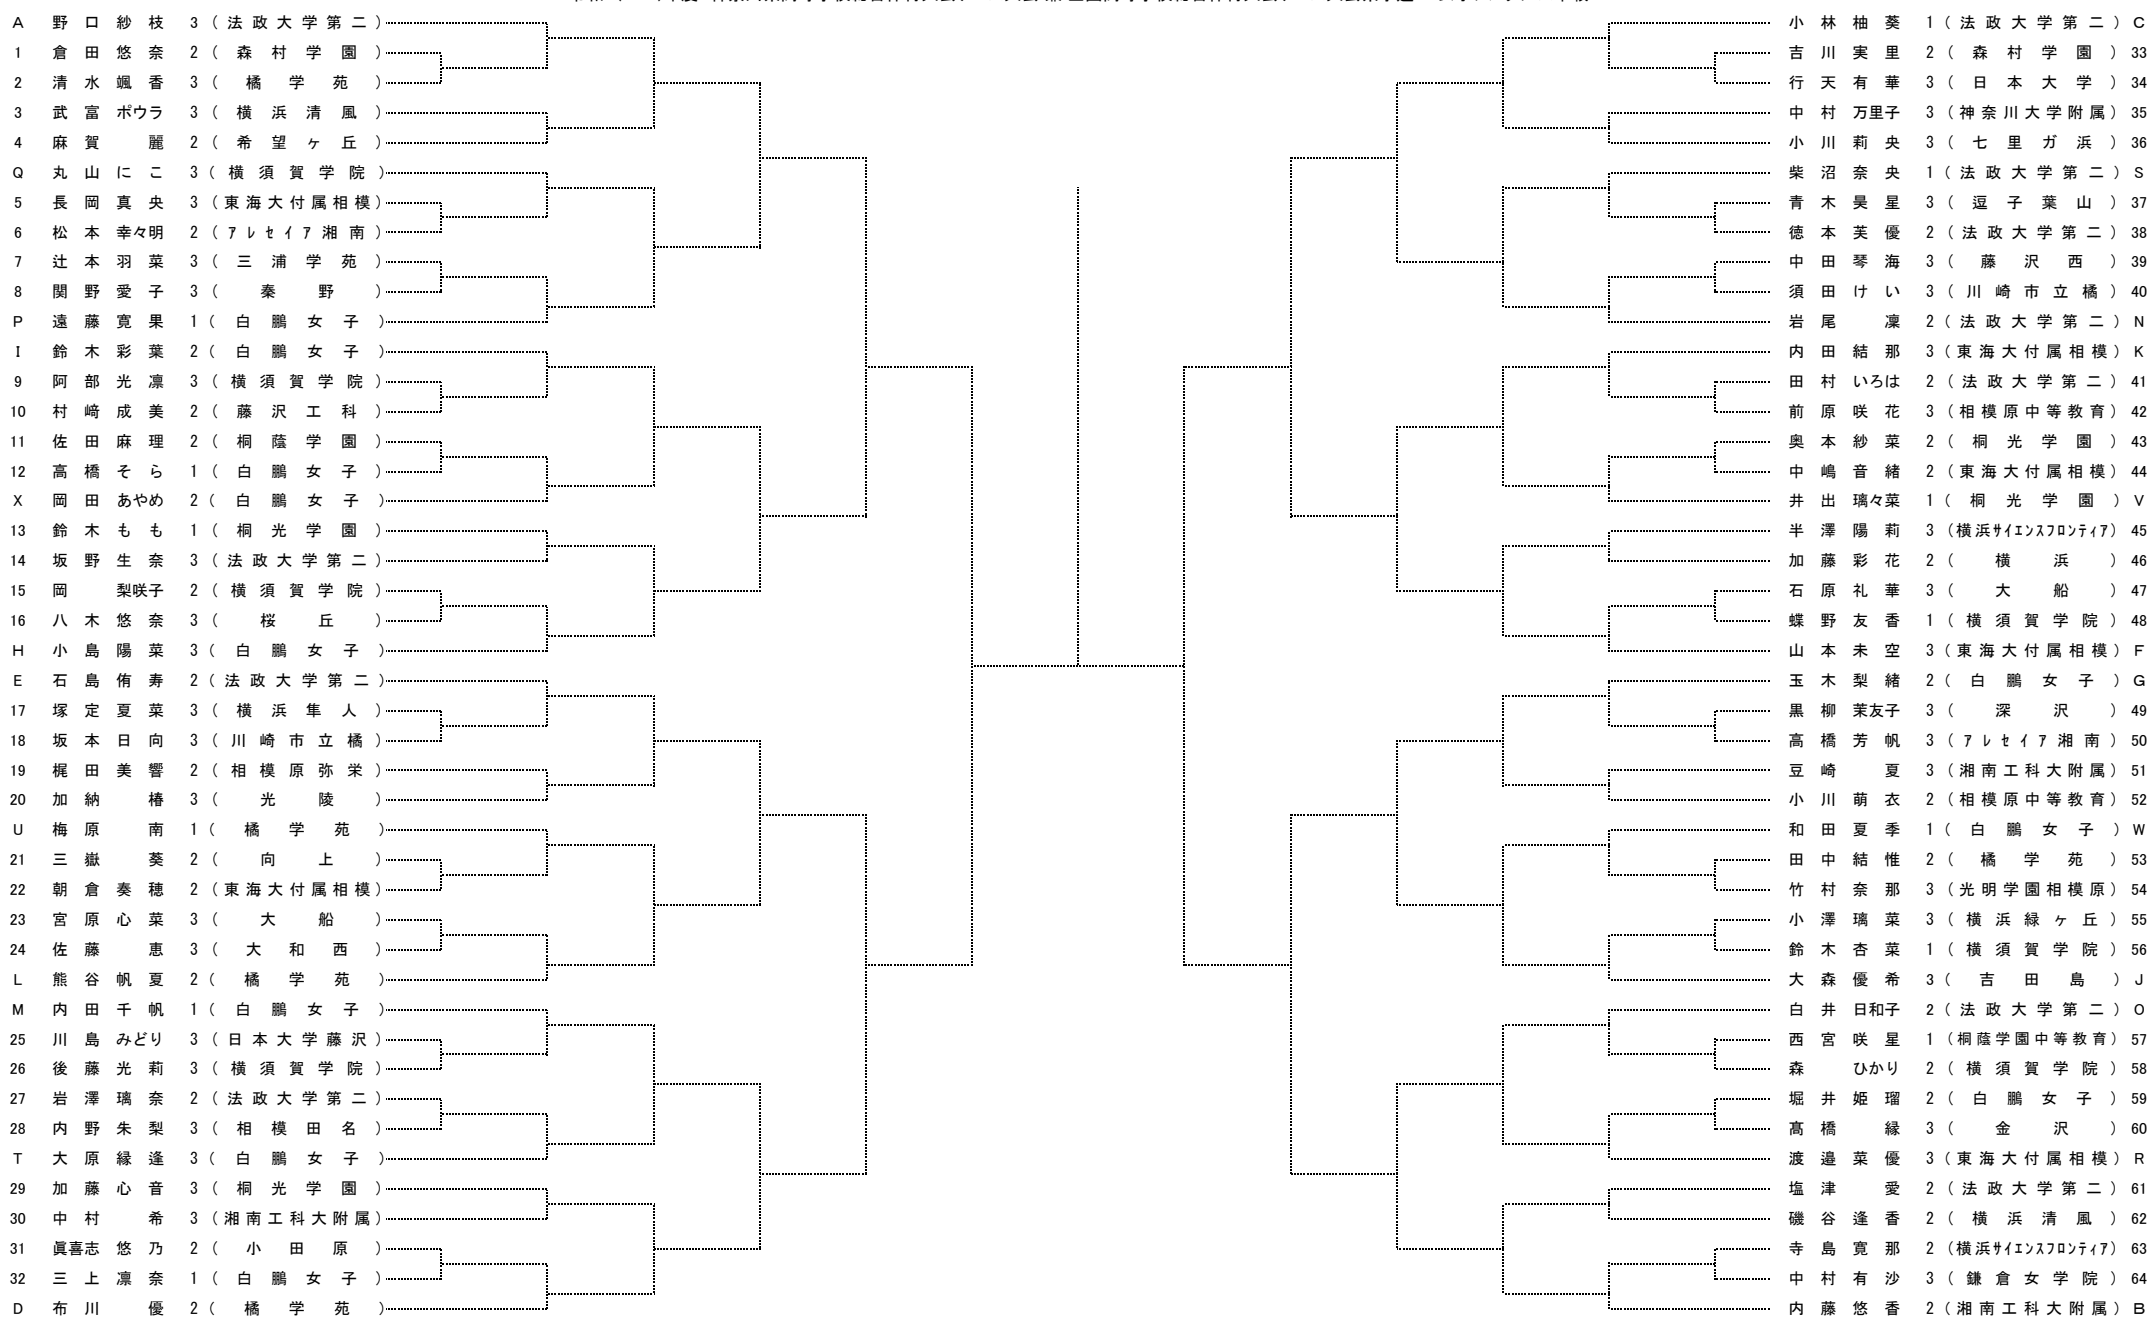 A 野口紗枝 3 (法政大学第二)
1 倉田悠奈 2 (森村学園)
2 清水颯香 3 (橘学苑)
3 武富ポウラ 3 (横浜清風)
4 麻賀麗 2 (希望ヶ丘)
Q 丸山にこ 3 (横須賀学院)
5 長岡真央 3 (東海大付属相模)
6 松本幸々明 2 (アレセイア湘南)
7 辻本羽菜 3 (三浦学苑)
8 関野愛子 3 (秦野)
P 遠藤寛果 1 (白鵬女子)
I 鈴木彩葉 2 (白鵬女子)
9 阿部光凛 3 (横須賀学院)
10 村﨑成美 2 (藤沢工科)
11 佐田麻理 2 (桐蔭学園)
12 高橋そら 1 (白鵬女子)
X 岡田あやめ 2 (白鵬女子)
13 鈴木もも 1 (桐光学園)
14 坂野生奈 3 (法政大学第二)
15 岡梨咲子 2 (横須賀学院)
16 八木悠奈 3 (桜丘)
H 小島陽菜 3 (白鵬女子)
E 石島侑寿 2 (法政大学第二)
17 塚定夏菜 3 (横浜隼人)
18 坂本日向 3 (川崎市立橘)
19 梶田美響 2 (相模原弥栄)
20 加納椿 3 (光陵)
U 梅原南 1 (橘学苑)
21 三嶽葵 2 (向上)
22 朝倉奏穂 2 (東海大付属相模)
23 宮原心菜 3 (大船)
24 佐藤恵 3 (大和西)
L 熊谷帆夏 2 (橘学苑)
M 内田千帆 1 (白鵬女子)
25 川島みどり 3 (日本大学藤沢)
26 後藤光莉 3 (横須賀学院)
27 岩澤璃奈 2 (法政大学第二)
28 内野朱梨 3 (相模田名)
T 大原縁逢 3 (白鵬女子)
29 加藤心音 3 (桐光学園)
30 中村希 3 (湘南工科大附属)
31 眞喜志悠乃 2 (小田原)
32 三上凛奈 1 (白鵬女子)
D 布川優 2 (橘学苑)
小林柚葵 1 (法政大学第二) C
吉川実里 2 (森村学園) 33
行天有華 3 (日本大学) 34
中村万里子 3 (神奈川大学附属) 35
小川莉央 3 (七里ガ浜) 36
柴沼奈央 1 (法政大学第二) S
青木昊星 3 (逗子葉山) 37
徳本芙優 2 (法政大学第二) 38
中田琴海 3 (藤沢西) 39
須田けい 3 (川崎市立橘) 40
岩尾凜 2 (法政大学第二) N
内田結那 3 (東海大付属相模) K
田村いろは 2 (法政大学第二) 41
前原咲花 3 (相模原中等教育) 42
奥本紗菜 2 (桐光学園) 43
中嶋音緒 2 (東海大付属相模) 44
井出璃々菜 1 (桐光学園) V
半澤陽莉 3 (横浜サイエンスフロンティア) 45
加藤彩花 2 (横浜) 46
石原礼華 3 (大船) 47
蝶野友香 1 (横須賀学院) 48
山本未空 3 (東海大付属相模) F
玉木梨緒 2 (白鵬女子) G
黒柳茉友子 3 (深沢) 49
高橋芳帆 3 (アレセイア湘南) 50
豆崎夏 3 (湘南工科大附属) 51
小川萌衣 2 (相模原中等教育) 52
和田夏季 1 (白鵬女子) W
田中結惟 2 (橘学苑) 53
竹村奈那 3 (光明学園相模原) 54
小澤璃菜 3 (横浜緑ヶ丘) 55
鈴木杏菜 1 (横須賀学院) 56
大森優希 3 (吉田島) J
白井日和子 2 (法政大学第二) O
西宮咲星 1 (桐蔭学園中等教育) 57
森ひかり 2 (横須賀学院) 58
堀井姫瑠 2 (白鵬女子) 59
髙橋縁 3 (金沢) 60
渡邉菜優 3 (東海大付属相模) R
塩津愛 2 (法政大学第二) 61
磯谷逢香 2 (横浜清風) 62
寺島寛那 2 (横浜サイエンスフロンティア) 63
中村有沙 3 (鎌倉女学院) 64
内藤悠香 2 (湘南工科大附属) B